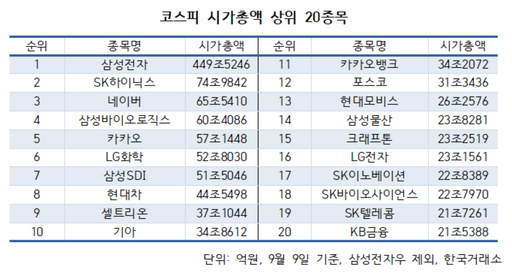 코스피 시가총액 상위 20종목
순위 종목명 시가총액 순위 종목명 시가총액
1 삼성전자 449조5246 11 카카오뱅크 34조2072
2 SK하이닉스 74조9842 12 포스코 31조3436
3 네이버 65조5410 13 현대모비스 26조2576
4 삼성바이오로직스 60조4086 14 삼성물산 23조8281
5 카카오 57조1448 15 크래프톤 23조2519
6 LG화학 52조8030 16 LG전자 23조1561
7 삼성SDI 51조5046 17 SK이노베이션 22조8389
8 현대차 44조5498 18 SK바이오사이언스 22조7970
9 셀트리온 37조1044 19 SK텔레콤 21조7261
10 기아 34조8612 20 KB금융 21조5388
단위: 억원, 9월 9일 기준, 삼성전자우 제외, 한국거래소